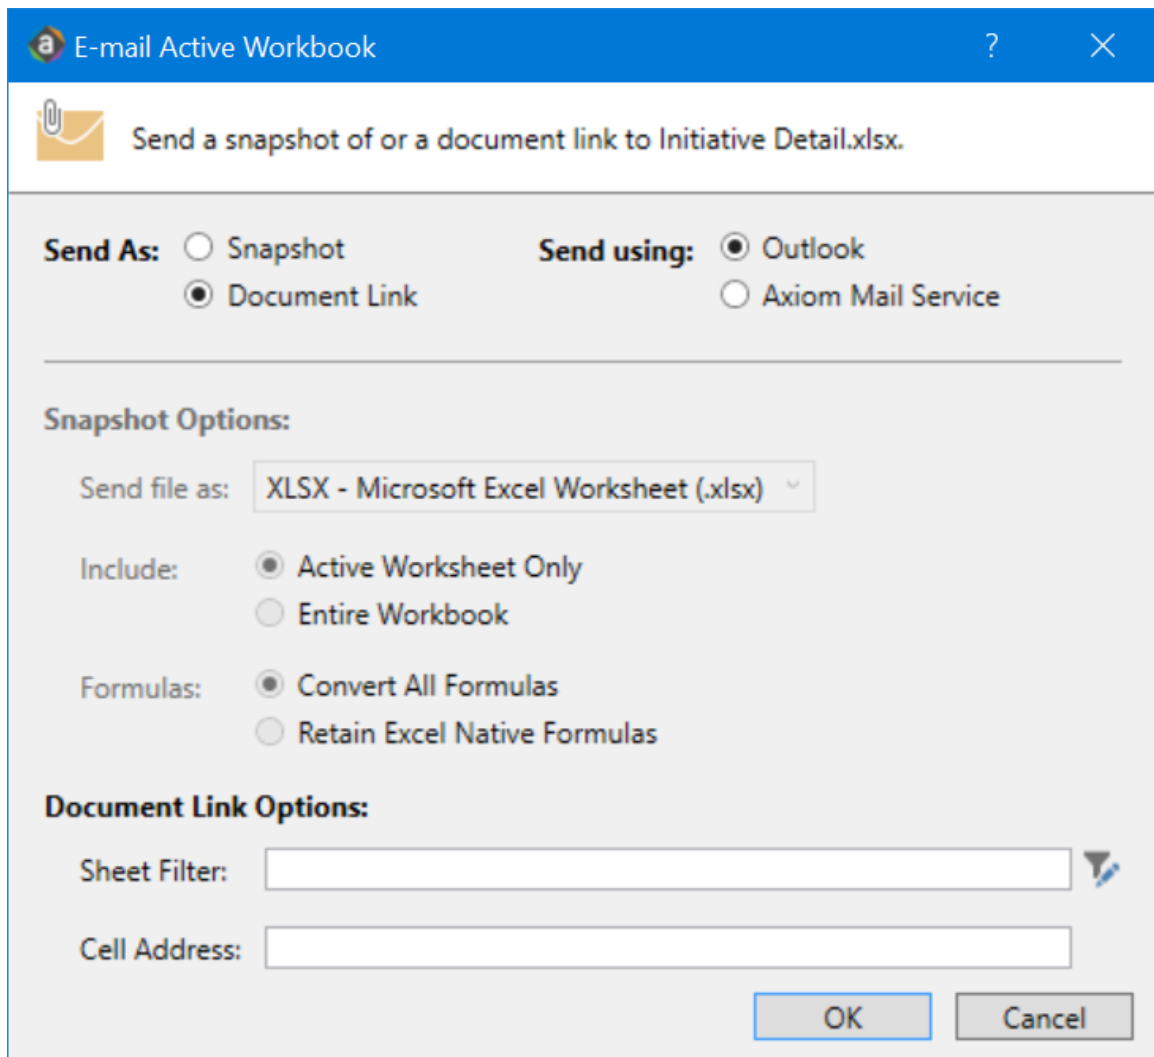 E-mail Active Workbook ?
Send a snapshot of or a document link to Initiative Detail.xlsx.
Send As: Snapshot Send using: Outlook
Document Link Axiom Mail Service
Snapshot Options:
Send file as: XLSX - Microsoft Excel Worksheet (.xlsx)
Include: Active Worksheet Only
Entire Workbook
Formulas: Convert All Formulas
Retain Excel Native Formulas
Document Link Options:
Sheet Filter:
Cell Address:
OK Cancel